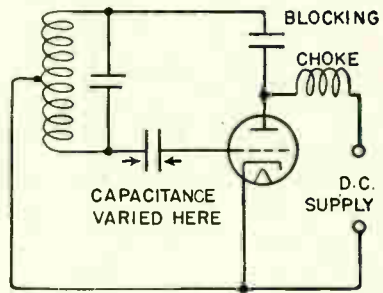 BLOCKING
CHOKE
CAPACITANCE
VARIED HERE
D.C.
SUPPLY